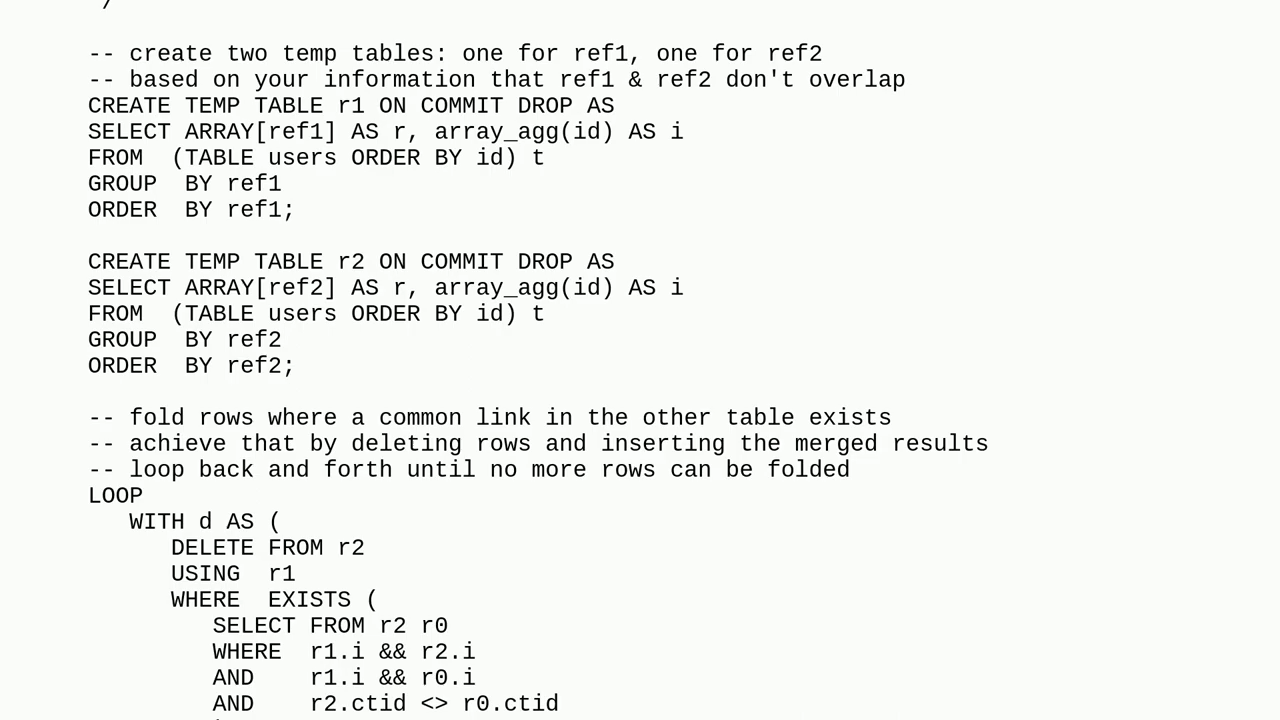 /
-- create two temp tables: one for ref1, one for ref2
-- based on your information that ref1 & ref2 don't overlap
CREATE TEMP TABLE r1 ON COMMIT DROP AS
SELECT ARRAY[ref1] AS r, array_agg(id) AS i
FROM  (TABLE users ORDER BY id) t
GROUP  BY ref1
ORDER  BY ref1;

CREATE TEMP TABLE r2 ON COMMIT DROP AS
SELECT ARRAY[ref2] AS r, array_agg(id) AS i
FROM  (TABLE users ORDER BY id) t
GROUP  BY ref2
ORDER  BY ref2;

-- fold rows where a common link in the other table exists
-- achieve that by deleting rows and inserting the merged results
-- loop back and forth until no more rows can be folded
LOOP
   WITH d AS (
      DELETE FROM r2
      USING  r1
      WHERE  EXISTS (
         SELECT FROM r2 r0
         WHERE  r1.i && r2.i
         AND    r1.i && r0.i
         AND    r2.ctid <> r0.ctid